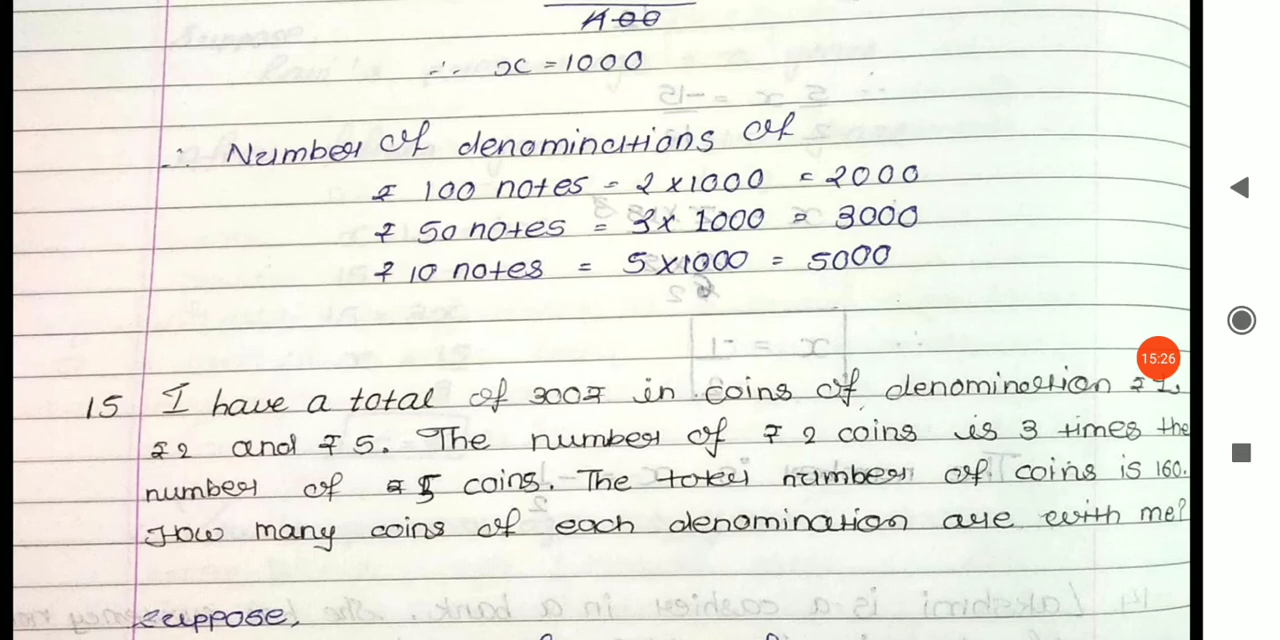 400
∴ x = 1000
∴ Number of denominations of
₹ 100 notes = 2 × 1000 = 2000
₹ 50 notes = 3 × 1000 = 3000
₹ 10 notes = 5 × 1000 = 5000
15:26
15 I have a total of 300₹ in coins of denomination ₹ 1,
₹2 and ₹ 5. The number of ₹ 2 coins is 3 times the
number of ₹ 5 coins. The total number of coins is 160.
How many coins of each denomination are with me?
Suppose,